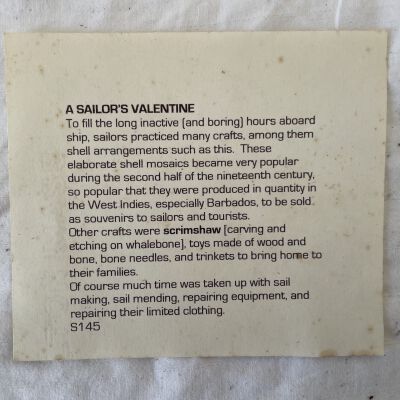 A SAILOR'S VALENTINE
To fill the long inactive (and boring) hours aboard
ship, sailors practiced many crafts, among them
shell arrangements such as this. These
elaborate shell mosaics became very popular
during the second half of the nineteenth century,
so popular that they were produced in quantity in
the West Indies, especially Barbados, to be sold
as souvenirs to sailors and tourists.
Other crafts were scrimshaw (carving and
etching on whalebone), toys made of wood and
bone, bone needles, and trinkets to bring home to
their families.
Of course much time was taken up with sail
making, sail mending, repairing equipment, and
repairing their limited clothing.
S145